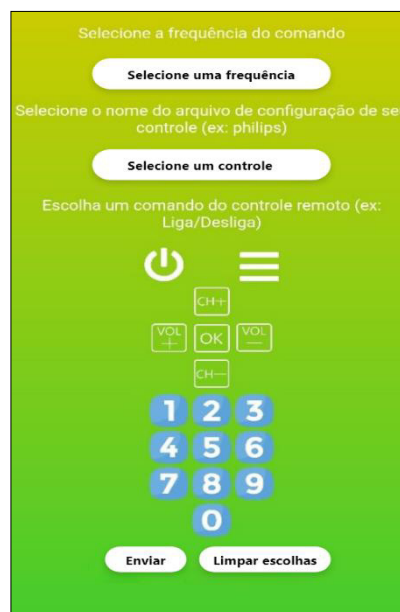 Selecione a frequência do comando
Selecione uma frequência
Selecione o nome do arquivo de configuração de se
controle (ex: philips)
Selecione um controle
Escolha um comando do controle remoto (ex:
Liga/Desliga)
CH+
VOL + OK VOL -
CH-
1 2 3
4 5 6
7 8 9
0
Enviar Limpar escolhas